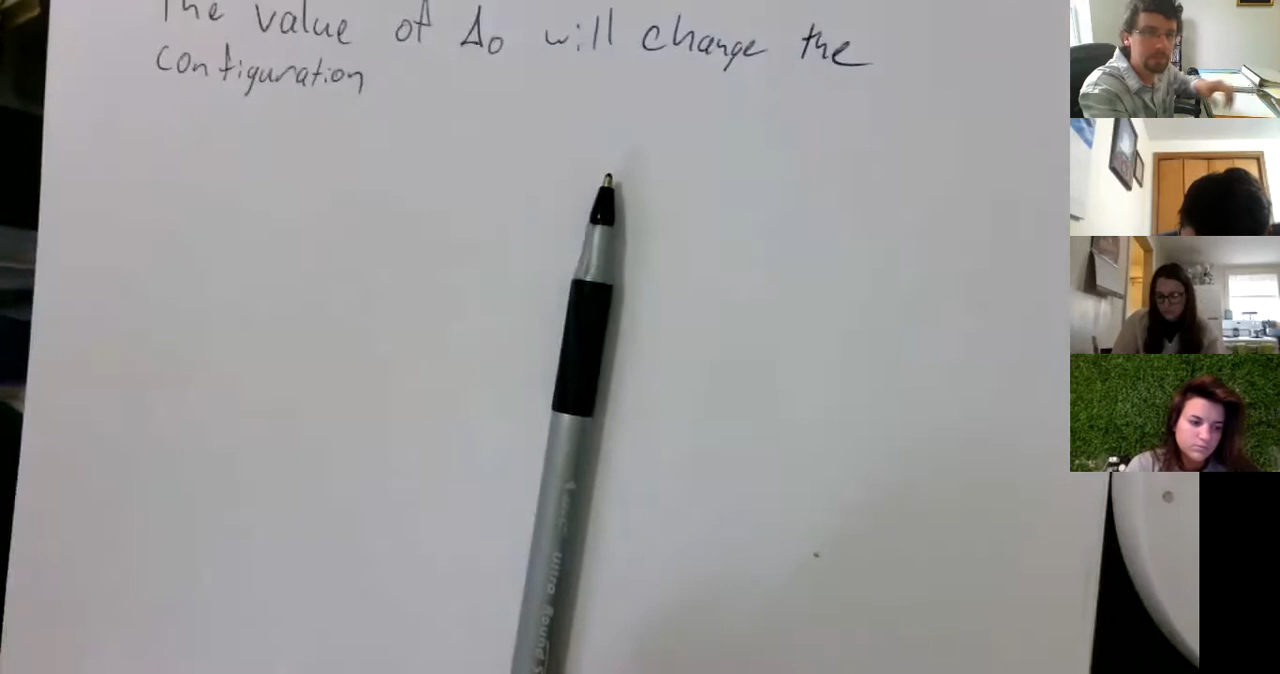 The value of Δo will change the
configuration